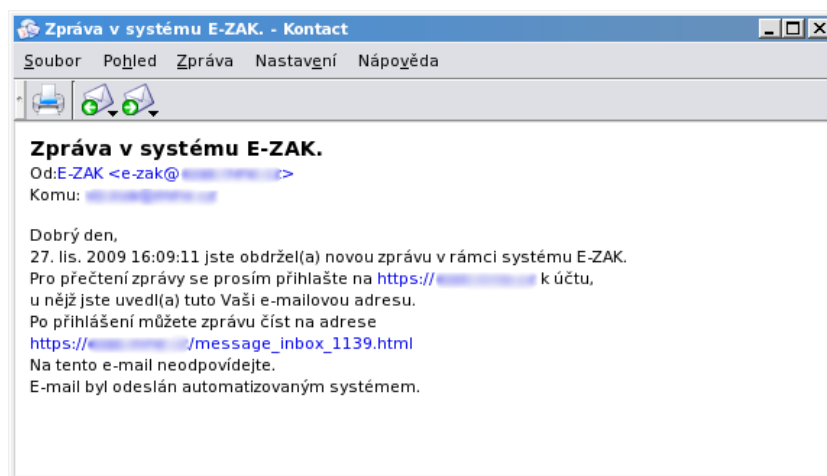 Zpráva v systému E-ZAK. - Kontact
Soubor Pohled Zpráva Nastavení Nápověda
Zpráva v systému E-ZAK.
Od:E-ZAK <e-zak@ >
Komu:
Dobrý den,
27. lis. 2009 16:09:11 jste obdržel(a) novou zprávu v rámci systému E-ZAK.
Pro přečtení zprávy se prosím přihlašte na https:// k účtu,
u nějž jste uvedl(a) tuto Vaši e-mailovou adresu.
Po přihlášení můžete zprávu číst na adrese
https:// /message_inbox_1139.html
Na tento e-mail neodpovídejte.
E-mail byl odeslán automatizovaným systémem.